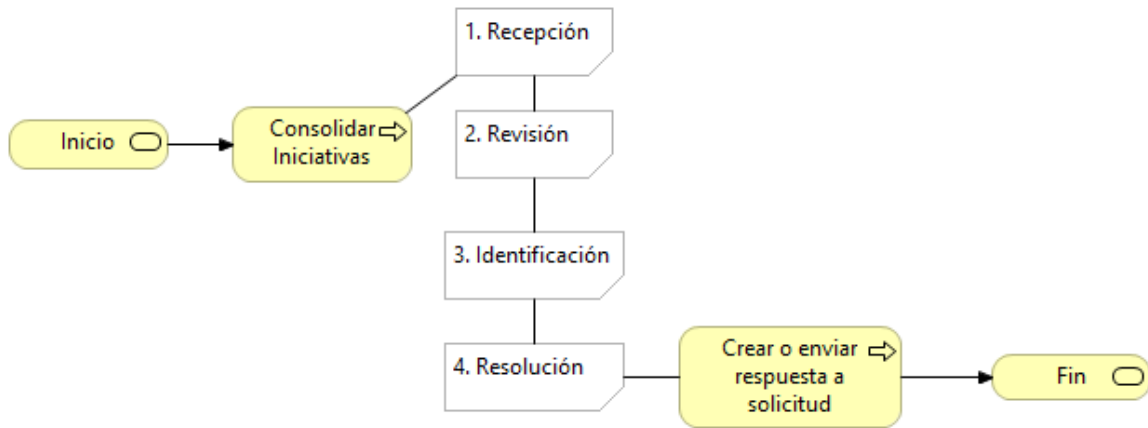 1. Recepción
Inicio
Consolidar
Iniciativas
2. Revisión
3. Identificación
4. Resolución
Crear o enviar
respuesta a
solicitud
Fin